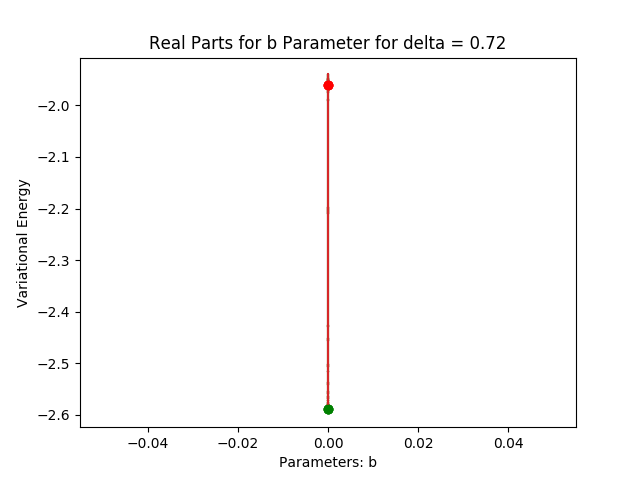 Real Parts for b Parameter for delta = 0.72
Variational Energy
−2.0
−2.1
−2.2
−2.3
−2.4
−2.5
−2.6
−0.04 −0.02 0.00 0.02 0.04
Parameters: b